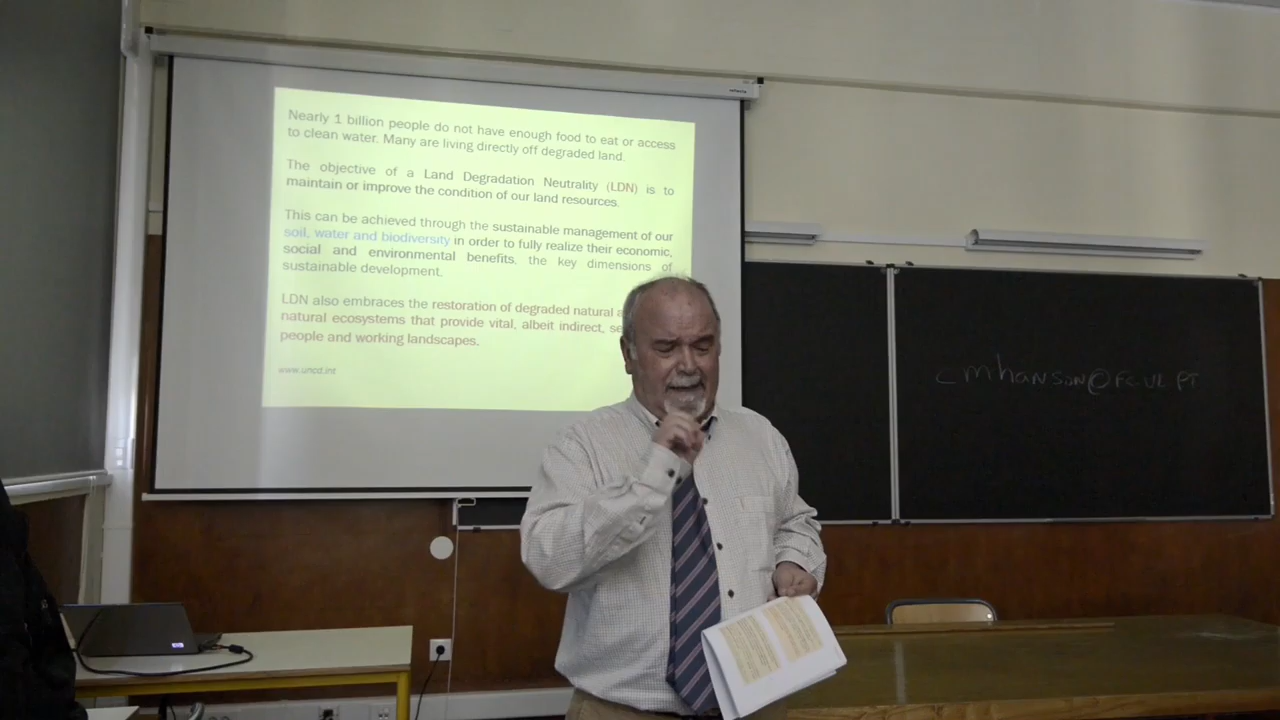 Nearly 1 billion people do not have enough food to eat or access
to clean water. Many are living directly off degraded land.
The objective of a Land Degradation Neutrality (LDN) is to
maintain or improve the condition of our land resources.
This can be achieved through the sustainable management of our
soil, water and biodiversity in order to fully realize their economic,
social and environmental benefits, the key dimensions of
sustainable development.
LDN also embraces the restoration of degraded natural
natural ecosystems that provide vital, albeit indirect,
people and working landscapes.
www.uncd.int
cmhanson@FC.UL.PT